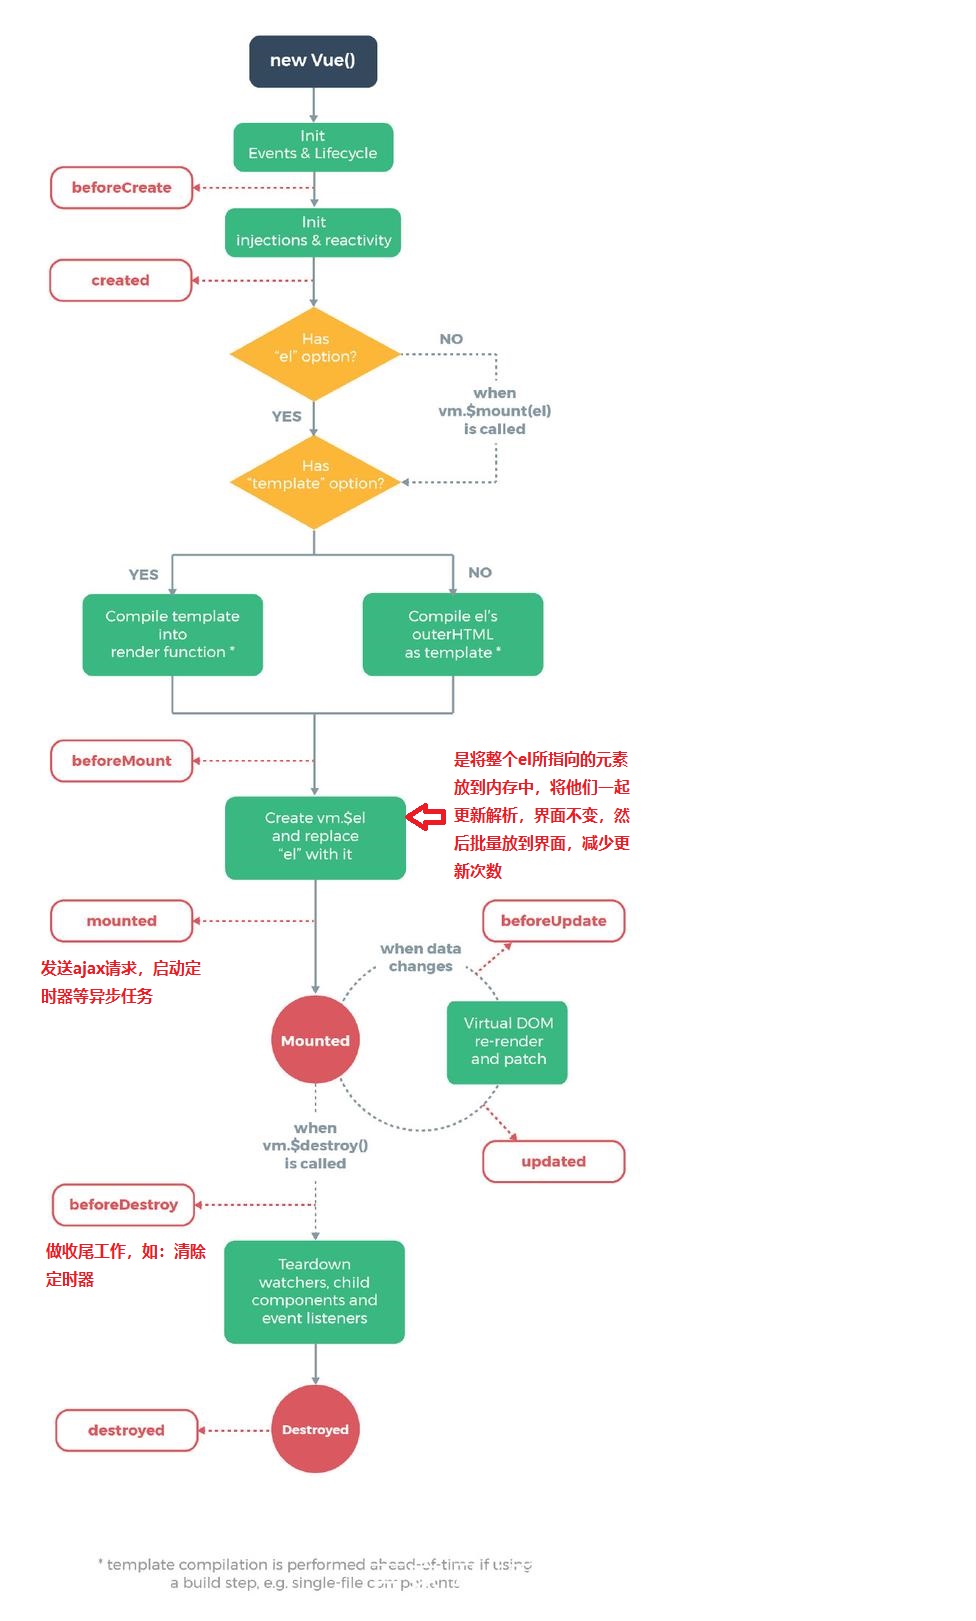 new Vue()
Init
Events & Lifecycle
beforeCreate
Init
injections & reactivity
created
Has
“el” option?
NO
when
vm.$mount(el)
is called
YES
Has
“template” option?
YES
NO
Compile template
into
render function *
Compile el's
outerHTML
as template *
beforeMount
是将整个el所指向的元素
放到内存中，将他们一起
更新解析，界面不变，然
后批量放到界面，减少更
新次数
Create vm.$el
and replace
“el” with it
mounted
发送ajax请求，启动定
时器等异步任务
beforeUpdate
when data
changes
Mounted
Virtual DOM
re-render
and patch
when
vm.$destroy()
is called
updated
beforeDestroy
做收尾工作，如：清除
定时器
Teardown
watchers, child
components and
event listeners
destroyed
Destroyed
* template compilation is performed ahead-of-time if using
a build step, e.g. single-file components